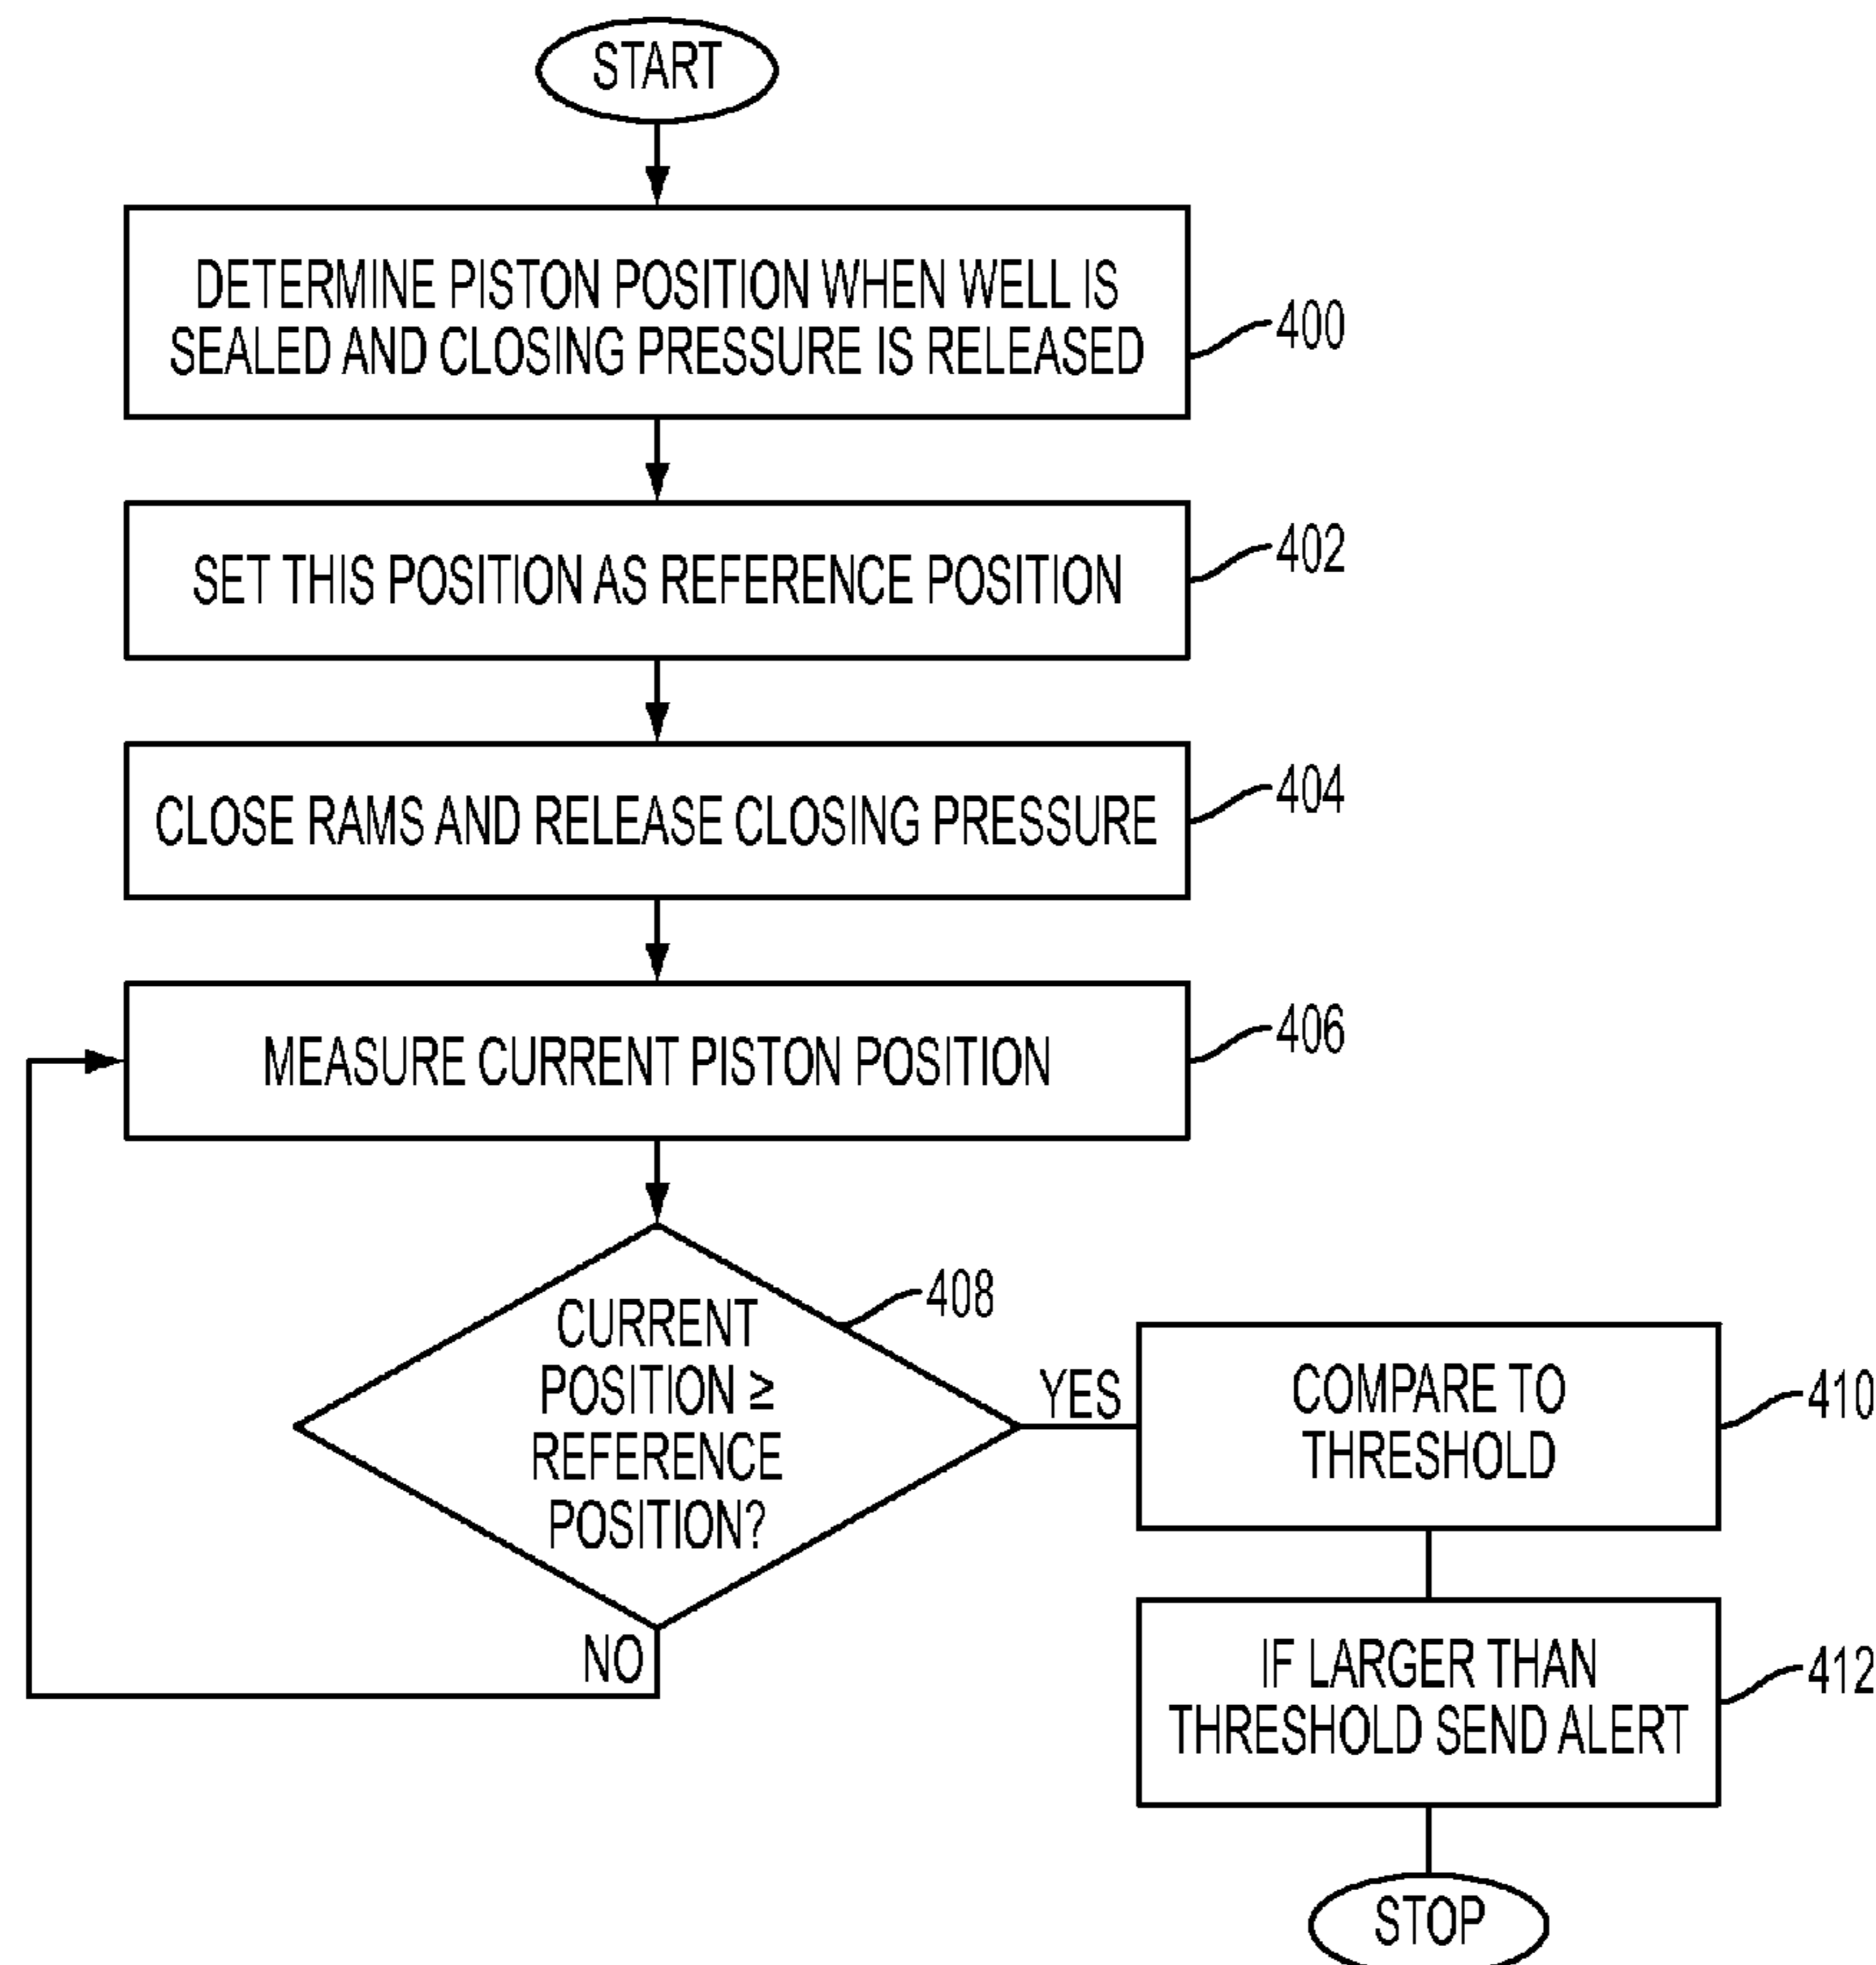 START
DETERMINE PISTON POSITION WHEN WELL IS
SEALED AND CLOSING PRESSURE IS RELEASED
400
SET THIS POSITION AS REFERENCE POSITION
402
CLOSE RAMS AND RELEASE CLOSING PRESSURE
404
MEASURE CURRENT PISTON POSITION
406
CURRENT
POSITION ≥
REFERENCE
POSITION?
408
YES
NO
COMPARE TO
THRESHOLD
410
IF LARGER THAN
THRESHOLD SEND ALERT
412
STOP